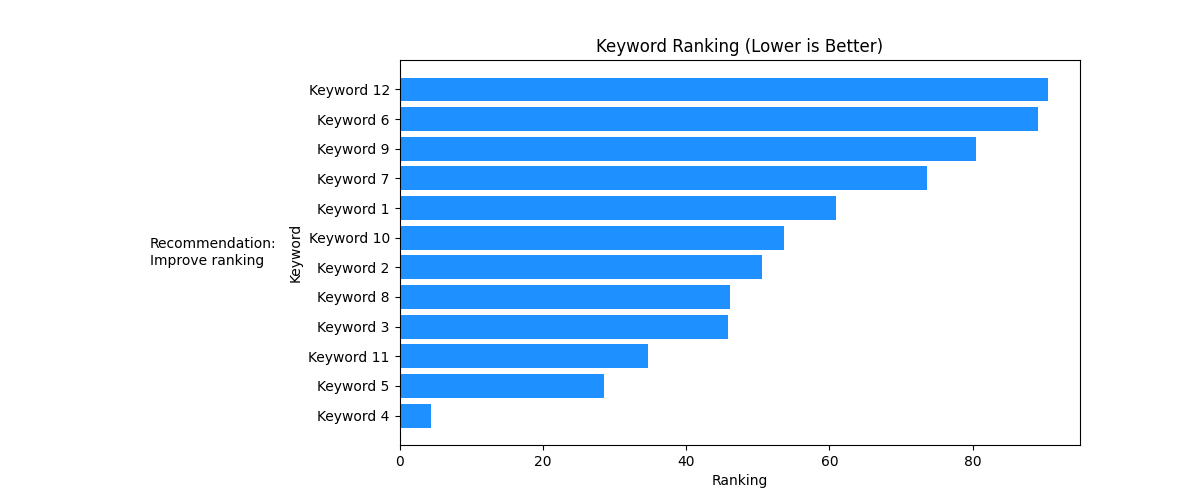 Keyword Ranking (Lower is Better)
Keyword 12
Keyword 6
Keyword 9
Keyword 7
Keyword 1
Keyword 10
Keyword 2
Keyword 8
Keyword 3
Keyword 11
Keyword 5
Keyword 4
Keyword
Recommendation:
Improve ranking
0 20 40 60 80
Ranking